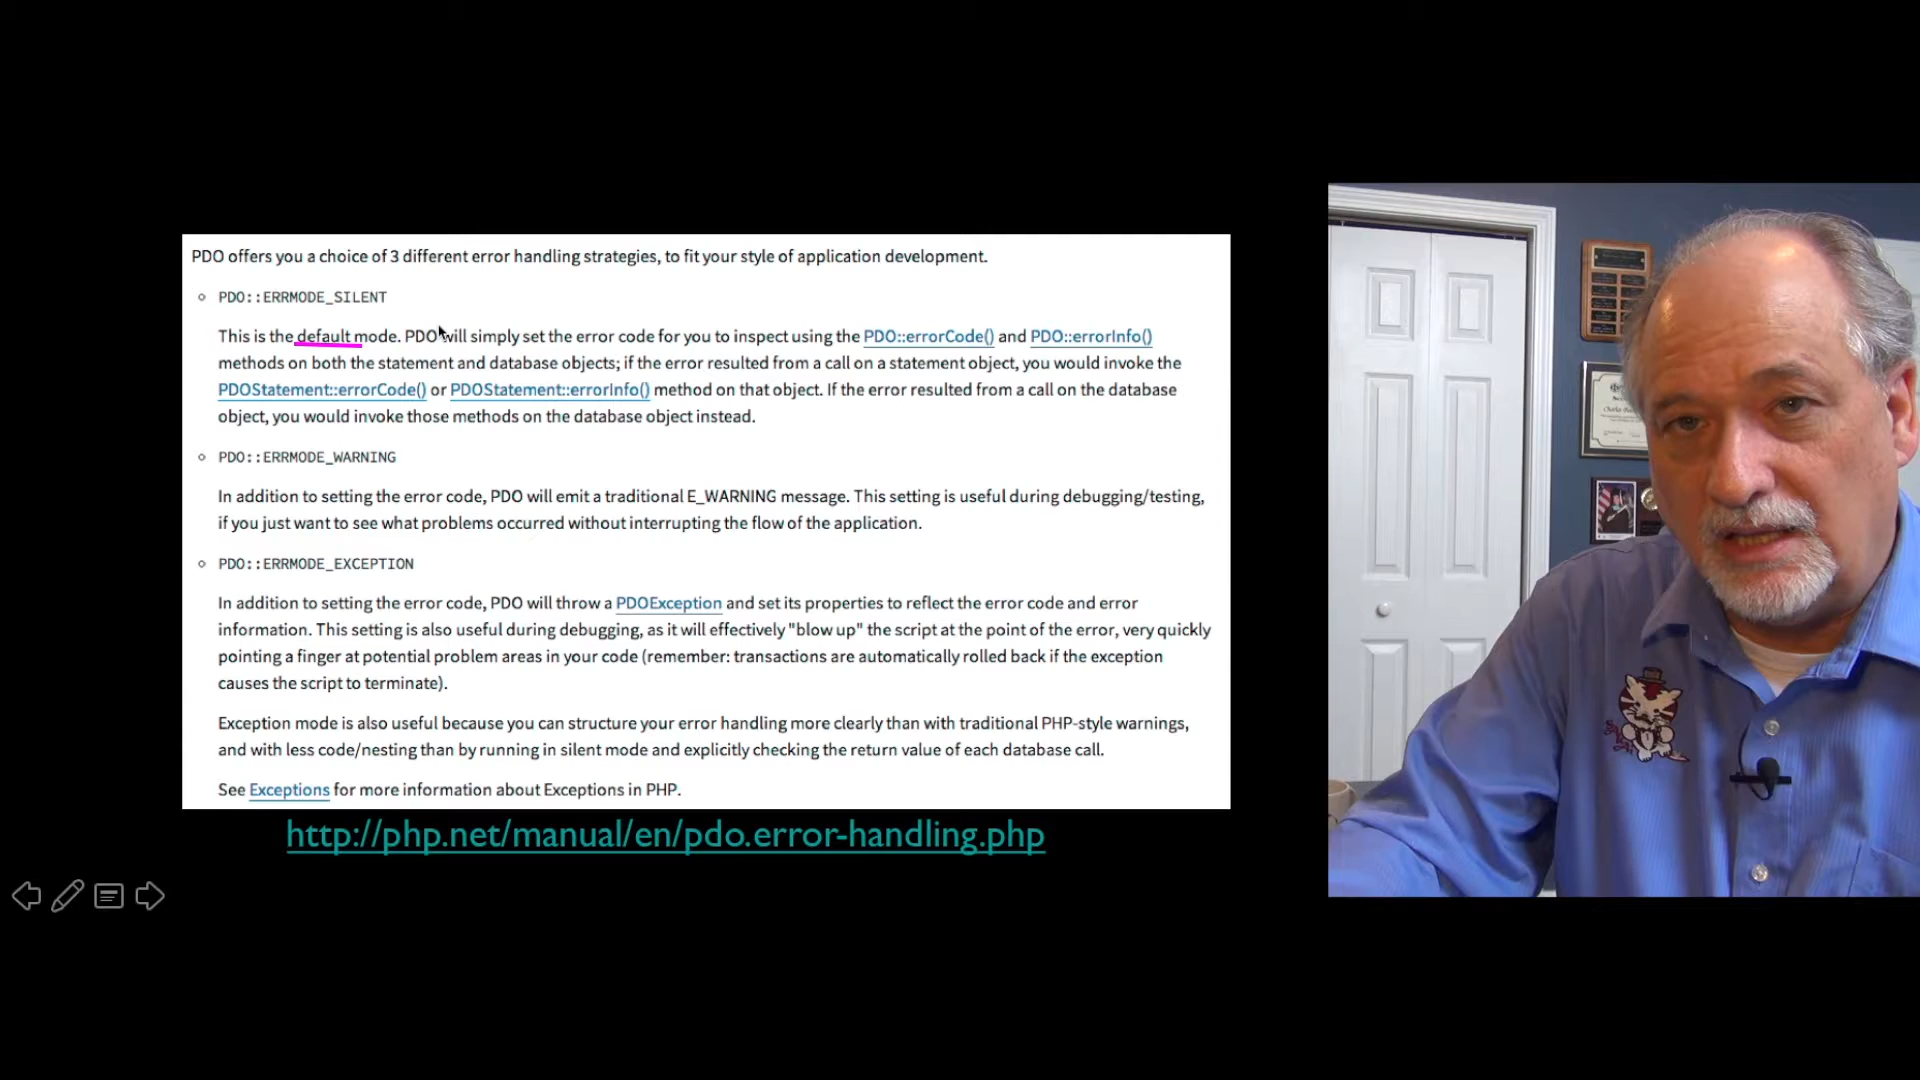 PDO offers you a choice of 3 different error handling strategies, to fit your style of application development.
PDO::ERRMODE_SILENT
This is the default mode. PDO will simply set the error code for you to inspect using the PDO::errorCode() and PDO::errorInfo()
methods on both the statement and database objects; if the error resulted from a call on a statement object, you would invoke the
PDOStatement::errorCode() or PDOStatement::errorInfo() method on that object. If the error resulted from a call on the database
object, you would invoke those methods on the database object instead.
PDO::ERRMODE_WARNING
In addition to setting the error code, PDO will emit a traditional E_WARNING message. This setting is useful during debugging/testing,
if you just want to see what problems occurred without interrupting the flow of the application.
PDO::ERRMODE_EXCEPTION
In addition to setting the error code, PDO will throw a PDOException and set its properties to reflect the error code and error
information. This setting is also useful during debugging, as it will effectively "blow up" the script at the point of the error, very quickly
pointing a finger at potential problem areas in your code (remember: transactions are automatically rolled back if the exception
causes the script to terminate).
Exception mode is also useful because you can structure your error handling more clearly than with traditional PHP-style warnings,
and with less code/nesting than by running in silent mode and explicitly checking the return value of each database call.
See Exceptions for more information about Exceptions in PHP.
http://php.net/manual/en/pdo.error-handling.php